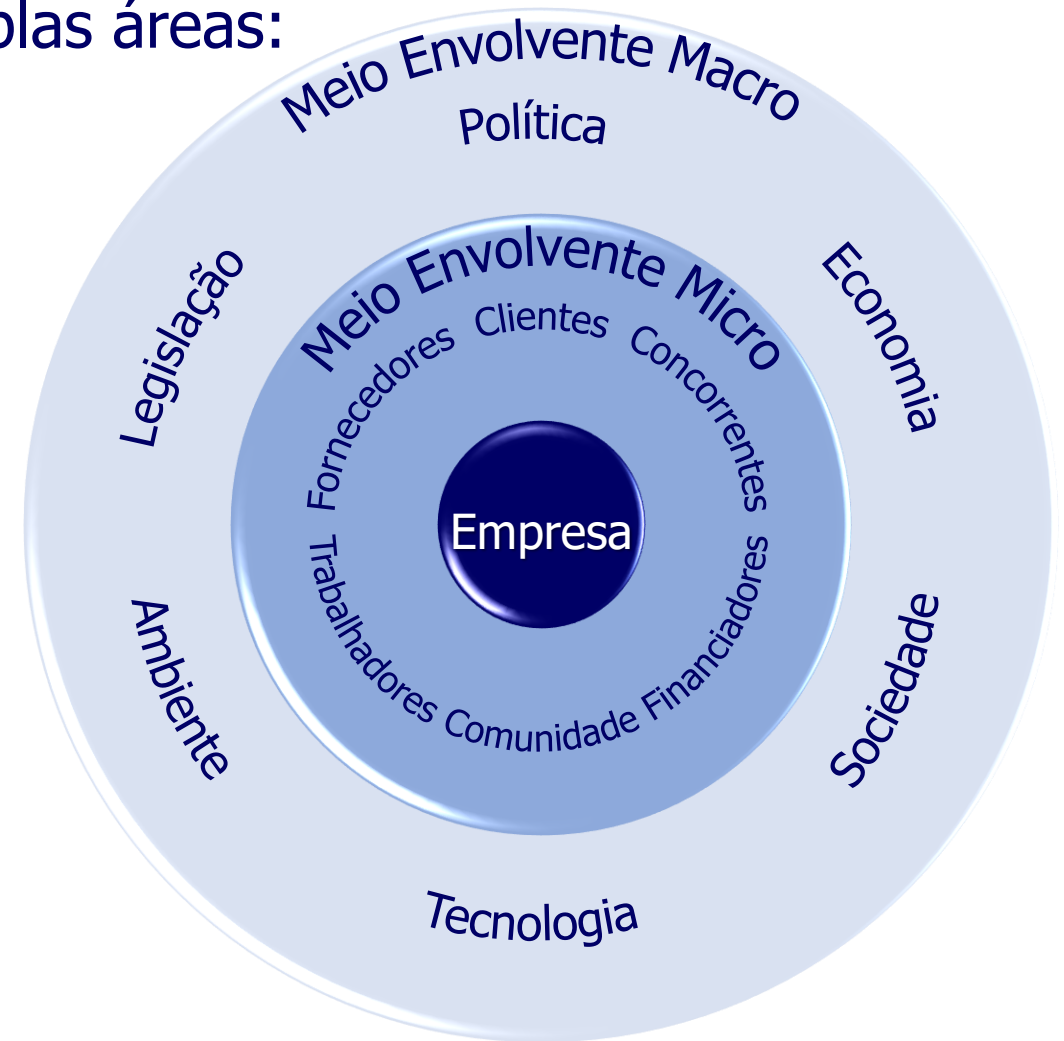 plas áreas:
Meio Envolvente Macro
Política
Economia
Sociedade
Tecnologia
Ambiente
Legislação
Meio Envolvente Micro
Clientes
Concorrentes
Financiadores
Comunidade
Trabalhadores
Fornecedores
Empresa